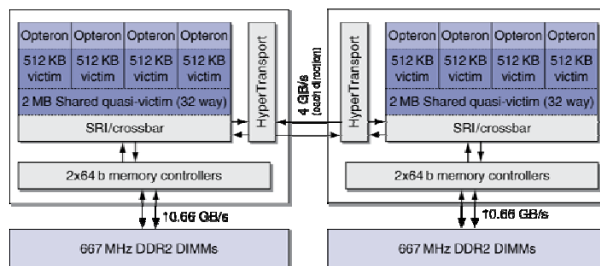 Opteron Opteron Opteron Opteron
512 KB victim 512 KB victim 512 KB victim 512 KB victim
2 MB Shared quasi-victim (32 way)
SRI/crossbar
HyperTransport
2x64 b memory controllers
10.66 GB/s
667 MHz DDR2 DIMMs
4 GB/s
(each direction)
Opteron Opteron Opteron Opteron
512 KB victim 512 KB victim 512 KB victim 512 KB victim
2 MB Shared quasi-victim (32 way)
SRI/crossbar
HyperTransport
2x64 b memory controllers
10.66 GB/s
667 MHz DDR2 DIMMs